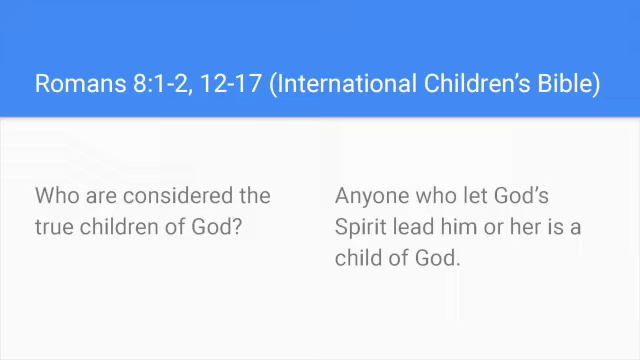 Romans 8:1-2, 12-17 (International Children’s Bible)
Who are considered the
true children of God?
Anyone who let God’s
Spirit lead him or her is a
child of God.